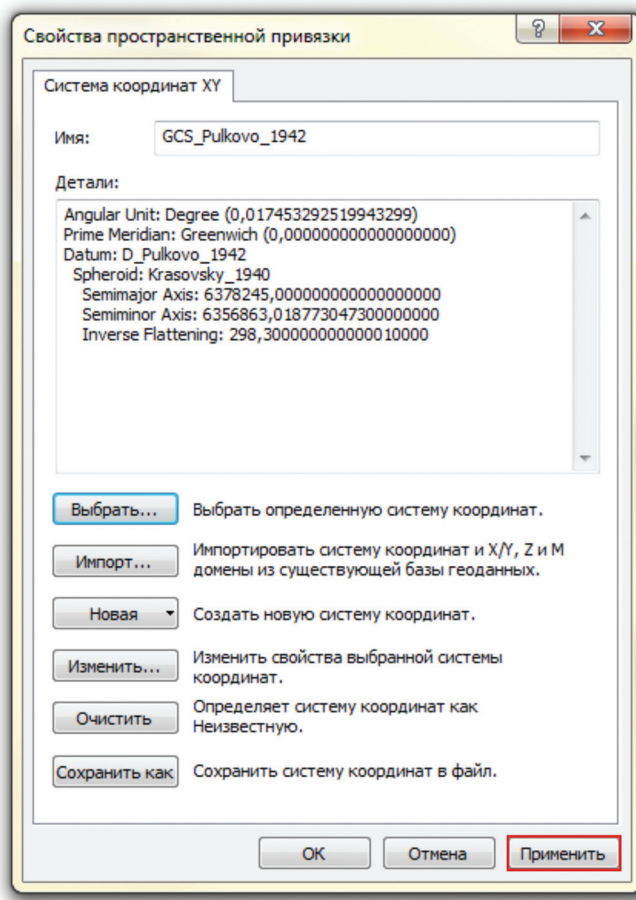 Свойства пространственной привязки
Система координат XY
Имя: GCS_Pulkovo_1942
Детали:
Angular Unit: Degree (0,017453292519943299)
Prime Meridian: Greenwich (0,000000000000000000)
Datum: D_Pulkovo_1942
Spheroid: Krasovsky_1940
Semimajor Axis: 6378245,000000000000000000
Semiminor Axis: 6356863,018773047300000000
Inverse Flattening: 298,300000000000010000
Выбрать... Выбрать определенную систему координат.
Импорт... Импортировать систему координат и X/Y, Z и M
домены из существующей базы геоданных.
Новая Создать новую систему координат.
Изменить... Изменить свойства выбранной системы
координат.
Очистить Определяет систему координат как
Неизвестную.
Сохранить как Сохранить систему координат в файл.
ОК Отмена Применить